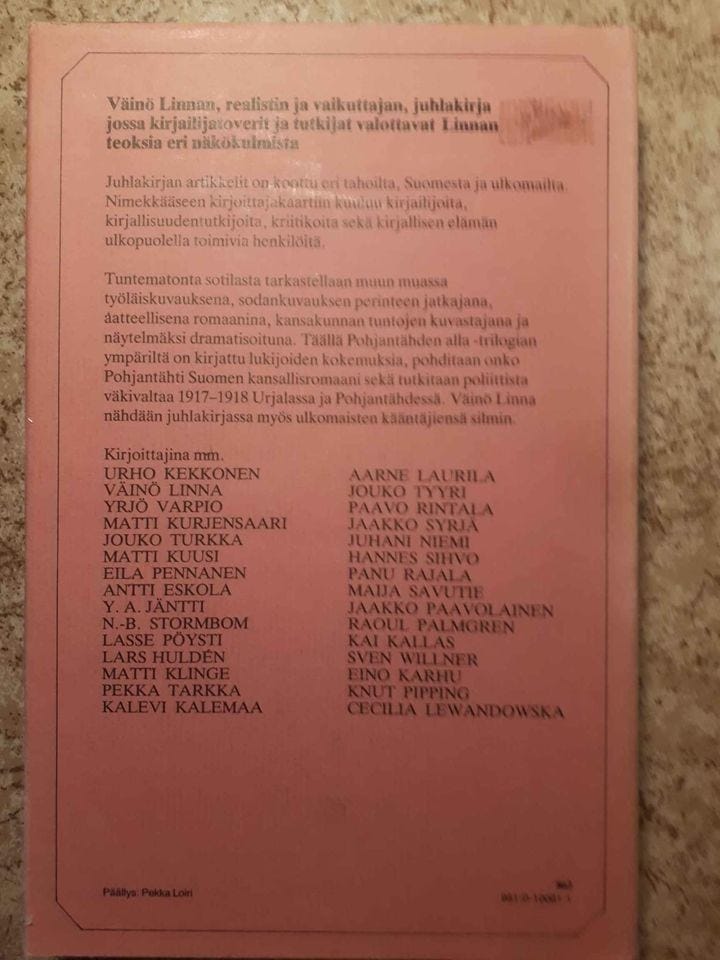 Väinö Linnan, realistin ja vaikuttajan, juhlakirja
jossa kirjailijatoverit ja tutkijat valottavat Linnan
teoksia eri näkökulmista
Juhlakirjan artikkelit on koottu eri tahoilta, Suomesta ja ulkomailta.
Nimekkääseen kirjoittajakaartiin kuuluu kirjailijoita,
kirjallisuudentutkijoita, kriitikoita sekä kirjallisen elämän
ulkopuolella toimivia henkilöitä.
Tuntematonta sotilasta tarkastellaan muun muassa
työläiskuvauksena, sodankuvauksen perinteen jatkajana,
aatteellisena romaanina, kansakunnan tuntojen kuvastajana ja
näytelmäksi dramatisoituna. Täällä Pohjantähden alla -trilogian
ympäriltä on kirjattu lukijoiden kokemuksia, pohditaan onko
Pohjantähti Suomen kansallisromaani sekä tutkitaan poliittista
väkivaltaa 1917–1918 Urjalassa ja Pohjantähdessä. Väinö Linna
nähdään juhlakirjassa myös ulkomaisten kääntäjiensä silmin.
Kirjoittajina mm.
URHO KEKKONEN
VÄINÖ LINNA
YRJÖ VARPIO
MATTI KURJENSAARI
JOUKO TURKKA
MATTI KUUSI
EILA PENNANEN
ANTTI ESKOLA
Y. A. JÄNTTI
N.-B. STORMBOM
LASSE PÖYSTI
LARS HULDÉN
MATTI KLINGE
PEKKA TARKKA
KALEVI KALEMAA
AARNE LAURILA
JOUKO TYYRI
PAAVO RINTALA
JAAKKO SYRJÄ
JUHANI NIEMI
HANNES SIHVO
PANU RAJALA
MAIJA SAVUTIE
JAAKKO PAAVOLAINEN
RAOUL PALMGREN
KAI KALLAS
SVEN WILLNER
EINO KARHU
KNUT PIPPING
CECILIA LEWANDOWSKA
Päällys: Pekka Loiri